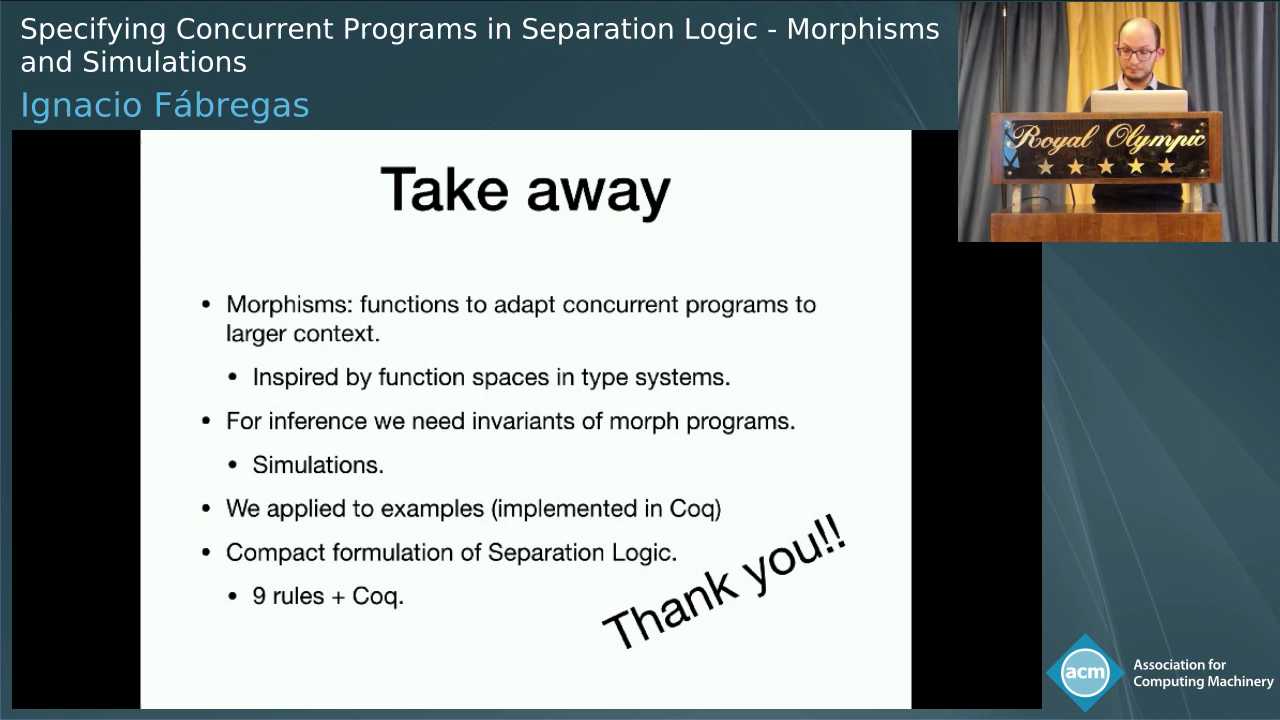 Specifying Concurrent Programs in Separation Logic - Morphisms
and Simulations
Ignacio Fábregas
Royal Olympic
Take away
• Morphisms: functions to adapt concurrent programs to
larger context.
• Inspired by function spaces in type systems.
• For inference we need invariants of morph programs.
• Simulations.
• We applied to examples (implemented in Coq)
• Compact formulation of Separation Logic.
• 9 rules + Coq.
Thank you!!
acm
Association for
Computing Machinery